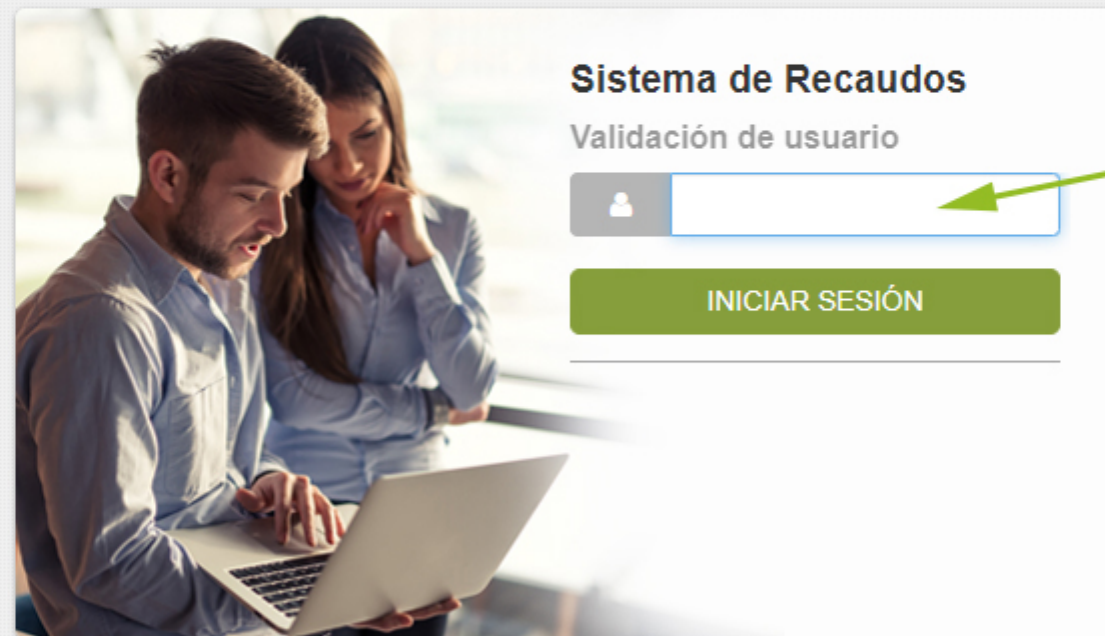 Sistema de Recaudos
Validación de usuario
INICIAR SESIÓN